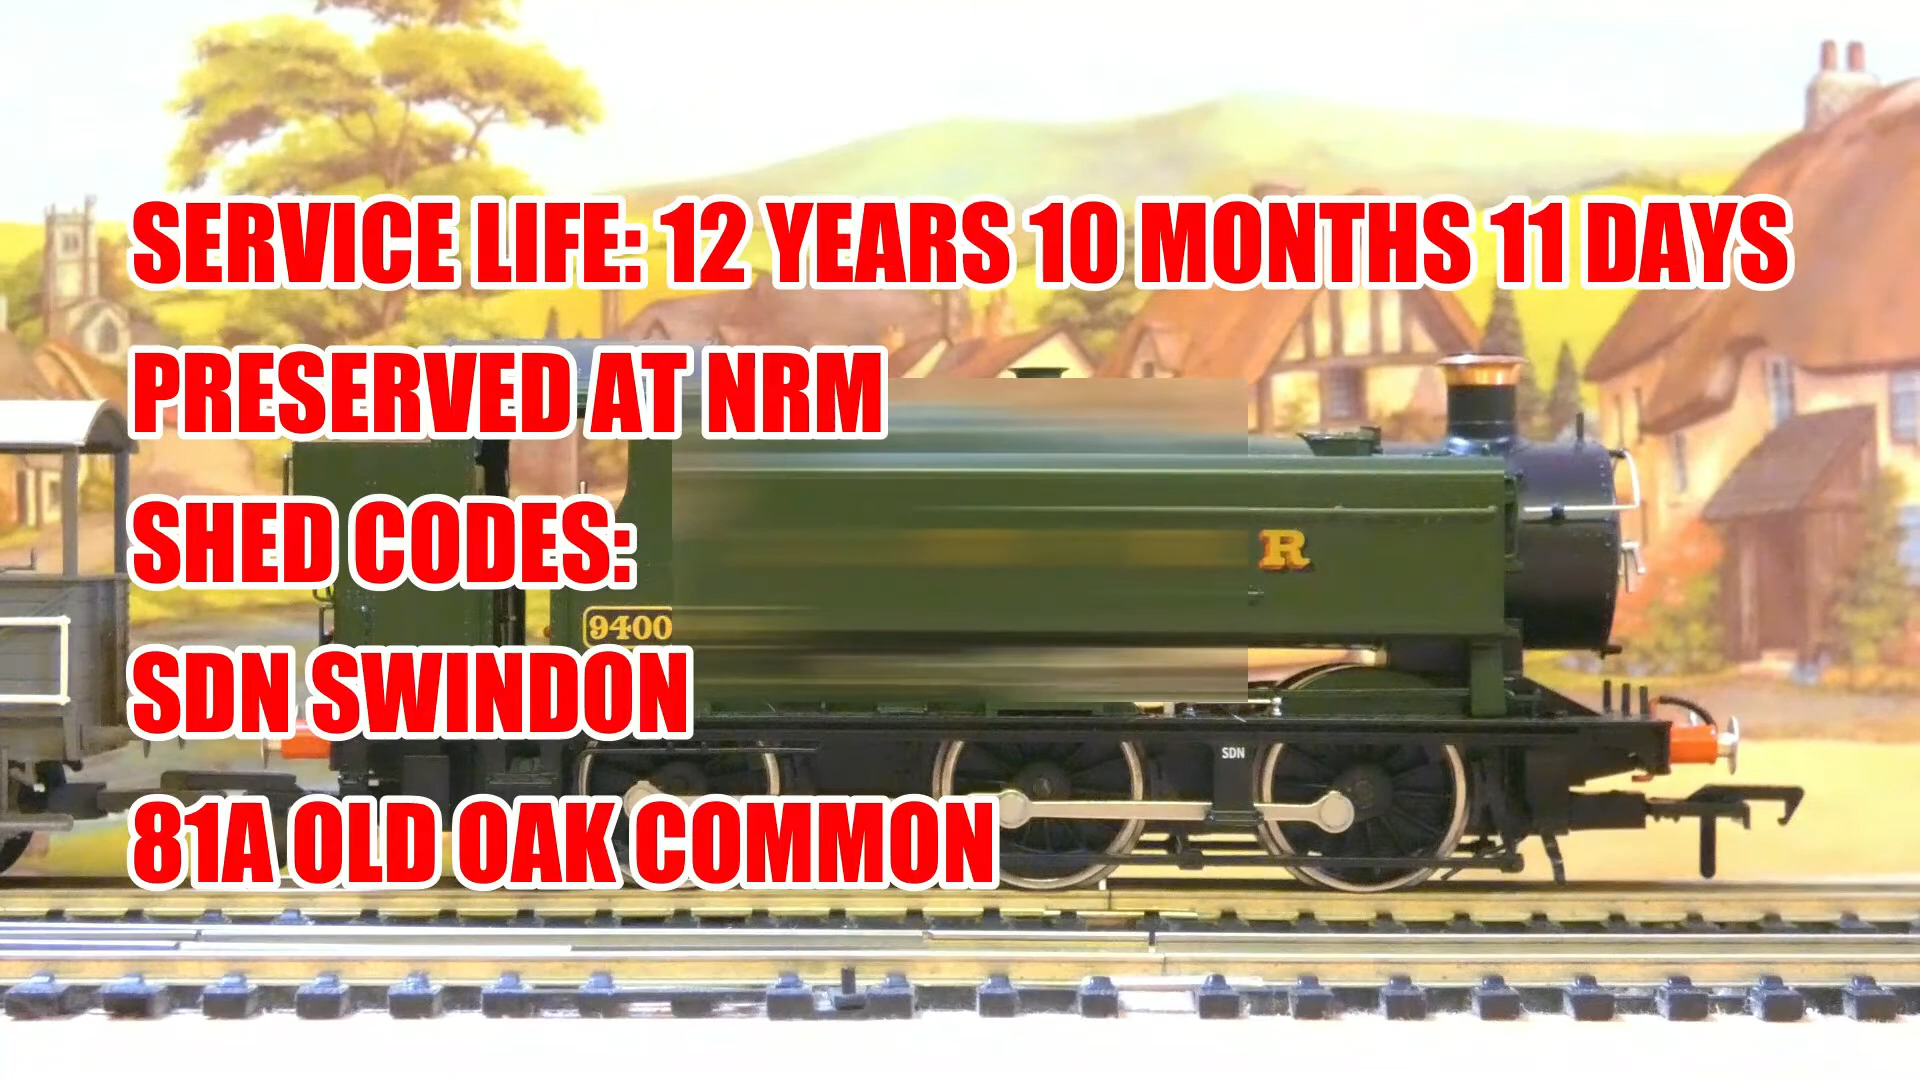 SERVICE LIFE: 12 YEARS 10 MONTHS 11 DAYS
PRESERVED AT NRM
SHED CODES:
R
9400
SDN SWINDON
SDN
81A OLD OAK COMMON